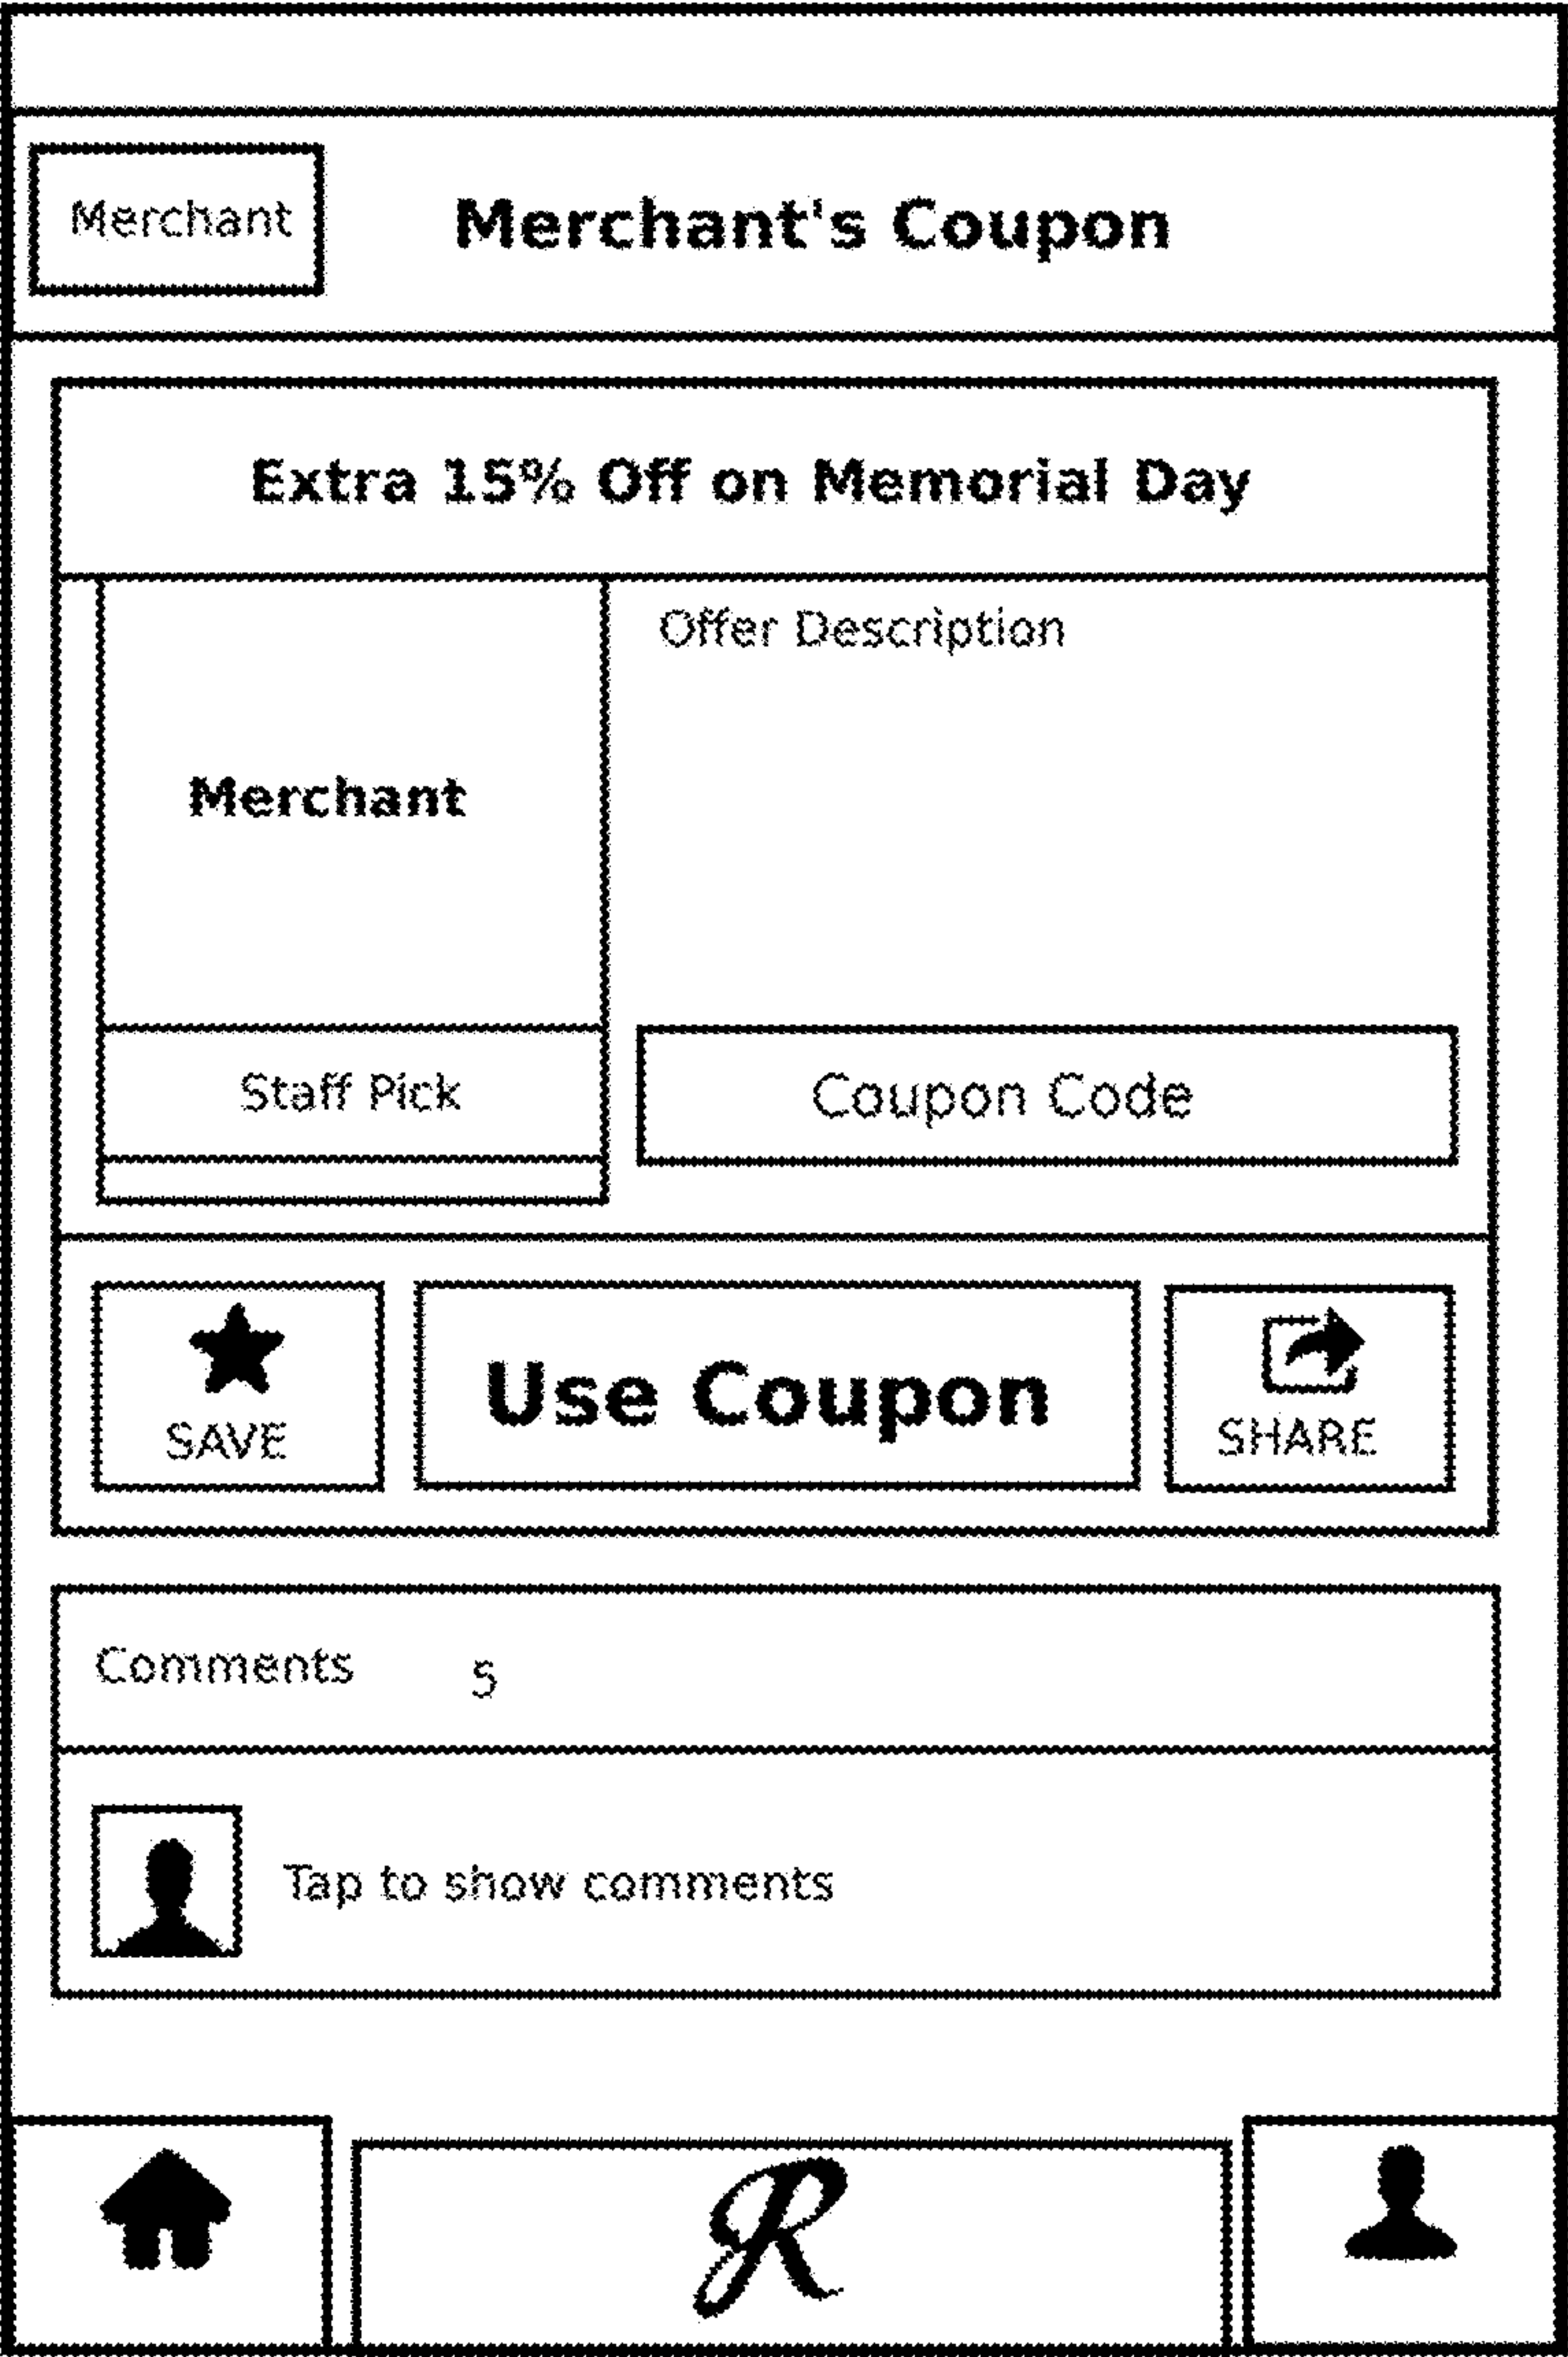 Merchant
Merchant's Coupon
Extra 15% Off on Memorial Day
Offer Description
Merchant
Staff Pick
Coupon Code
SAVE
Use Coupon
SHARE
Comments 5
Tap to show comments
R